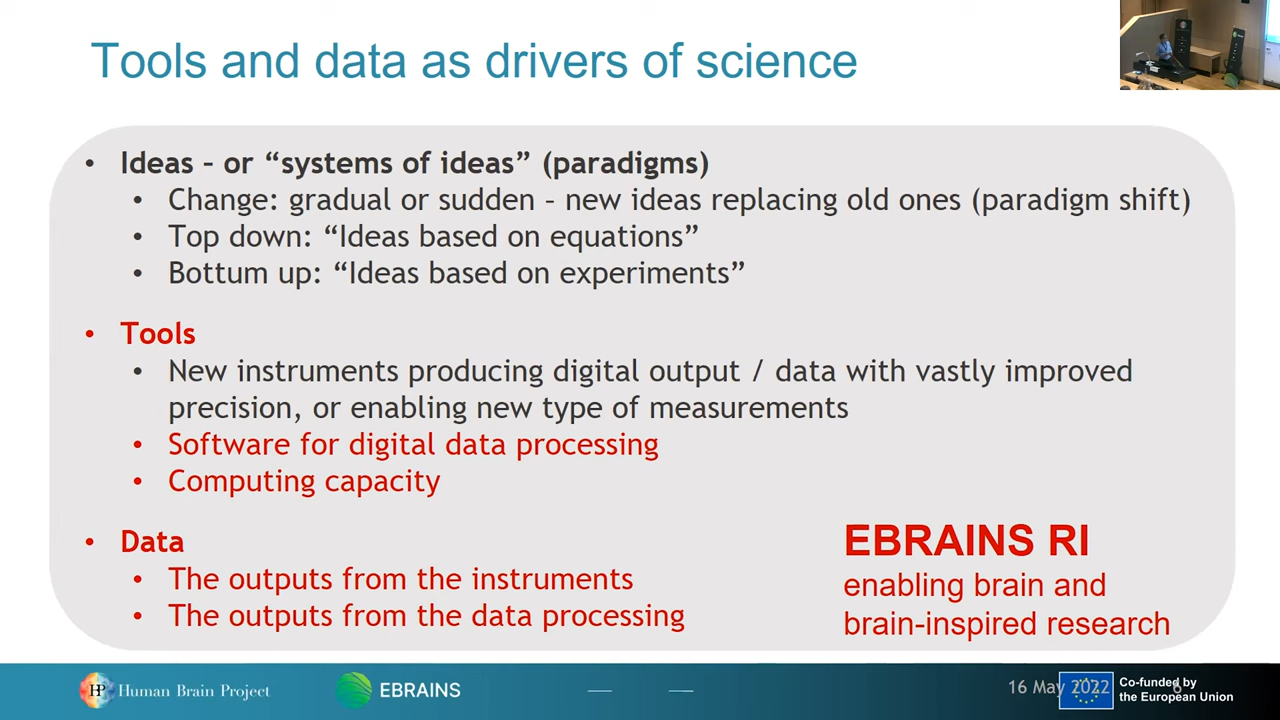 Tools and data as drivers of science
• Ideas – or “systems of ideas” (paradigms)
• Change: gradual or sudden – new ideas replacing old ones (paradigm shift)
• Top down: “Ideas based on equations”
• Bottum up: “Ideas based on experiments”
• Tools
• New instruments producing digital output / data with vastly improved
precision, or enabling new type of measurements
• Software for digital data processing
• Computing capacity
• Data
• The outputs from the instruments
• The outputs from the data processing
EBRAINS RI
enabling brain and
brain-inspired research
HP Human Brain Project
EBRAINS
16 May 2022
6
Co-funded by
the European Union